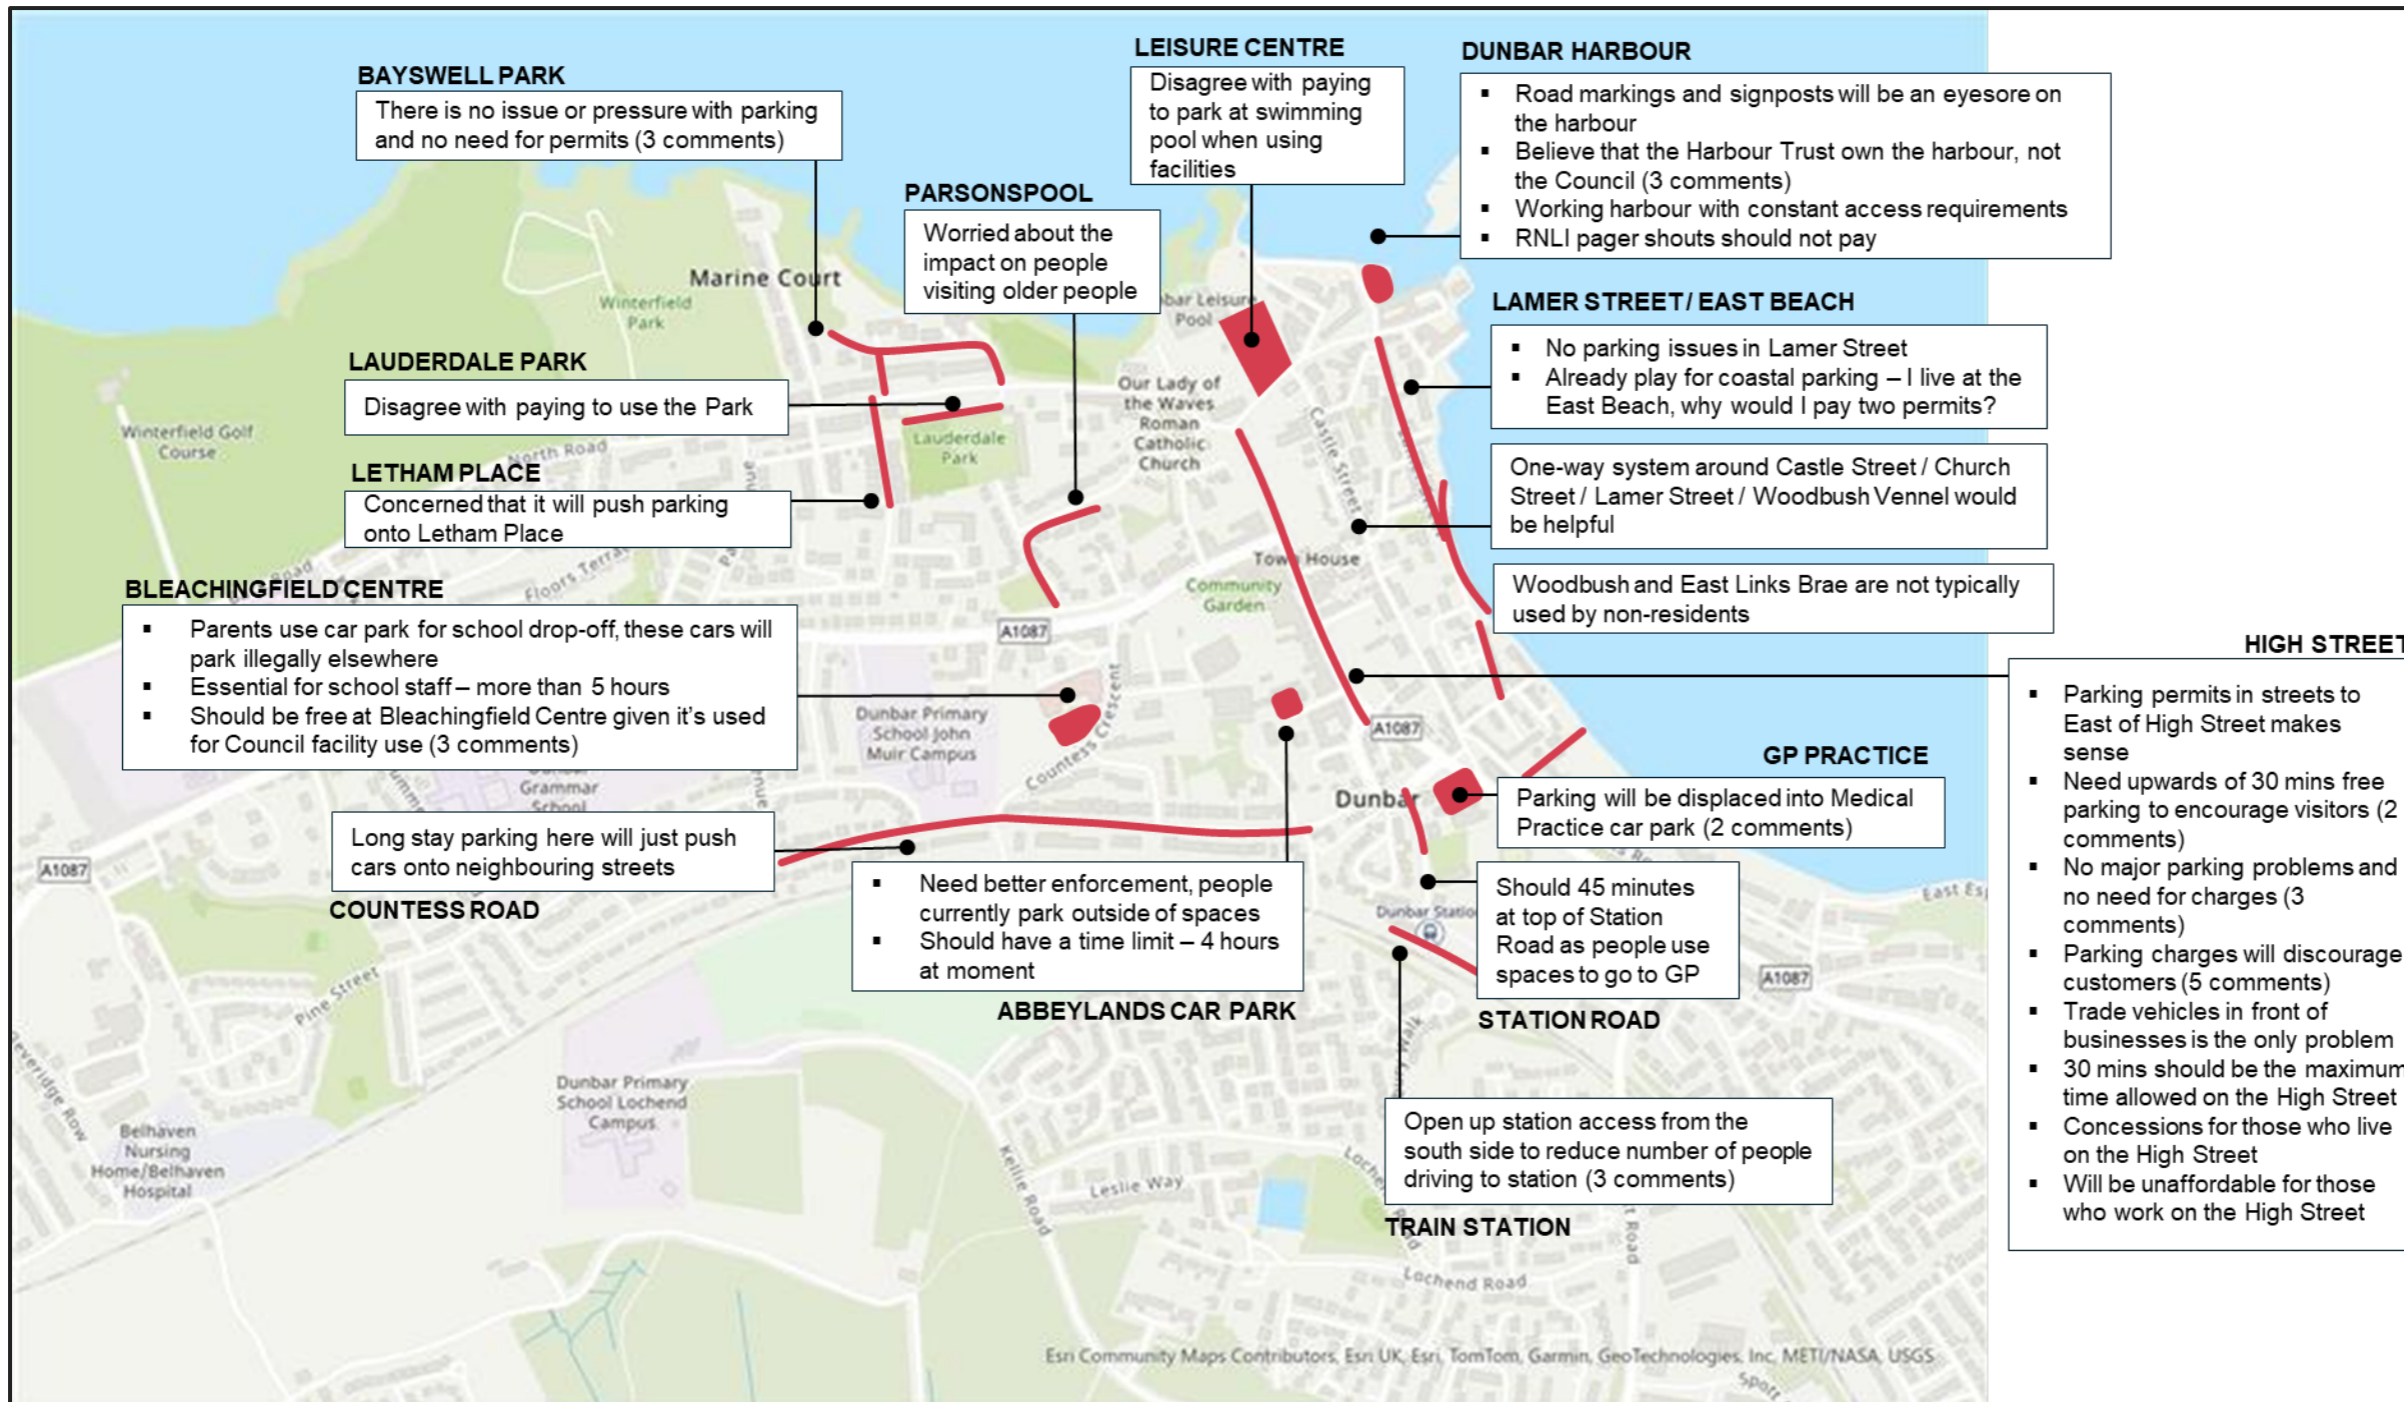 BAYSWELL PARK
There is no issue or pressure with parking
and no need for permits (3 comments)
LEISURE CENTRE
Disagree with paying
to park at swimming
pool when using
facilities
DUNBAR HARBOUR
▪ Road markings and signposts will be an eyesore on
the harbour
▪ Believe that the Harbour Trust own the harbour, not
the Council (3 comments)
▪ Working harbour with constant access requirements
▪ RNLI pager shouts should not pay
PARSONSPOOL
Worried about the
impact on people
visiting older people
LAMER STREET / EAST BEACH
▪ No parking issues in Lamer Street
▪ Already play for coastal parking – I live at the
East Beach, why would I pay two permits?
One-way system around Castle Street / Church
Street / Lamer Street / Woodbush Vennel would
be helpful
Woodbush and East Links Brae are not typically
used by non-residents
LAUDERDALE PARK
Disagree with paying to use the Park
LETHAM PLACE
Concerned that it will push parking
onto Letham Place
BLEACHINGFIELD CENTRE
▪ Parents use car park for school drop-off, these cars will
park illegally elsewhere
▪ Essential for school staff – more than 5 hours
▪ Should be free at Bleachingfield Centre given it's used
for Council facility use (3 comments)
HIGH STREET
▪ Parking permits in streets to
East of High Street makes
sense
▪ Need upwards of 30 mins free
parking to encourage visitors (2
comments)
▪ No major parking problems and
no need for charges (3
comments)
▪ Parking charges will discourage
customers (5 comments)
▪ Trade vehicles in front of
businesses is the only problem
▪ 30 mins should be the maximum
time allowed on the High Street
▪ Concessions for those who live
on the High Street
▪ Will be unaffordable for those
who work on the High Street
GP PRACTICE
Parking will be displaced into Medical
Practice car park (2 comments)
Long stay parking here will just push
cars onto neighbouring streets
COUNTESS ROAD
▪ Need better enforcement, people
currently park outside of spaces
▪ Should have a time limit – 4 hours
at moment
ABBEYLANDS CAR PARK
Should 45 minutes
at top of Station
Road as people use
spaces to go to GP
STATION ROAD
Open up station access from the
south side to reduce number of people
driving to station (3 comments)
TRAIN STATION
Marine Court
Winterfield
Park
Winterfield Golf
Course
North Road
Lauderdale
Park
Leisure
Pool
Our Lady of
the Waves
Roman
Catholic
Church
Castle Street
Town House
Community
Garden
Floors
Road
A1087
Dunbar Primary
School John
Muir Campus
Countess Crescent
A1087
Dunbar
Grammar
School
Dunbar Station
A1087
A1087
East
Pine Street
Beveridge Row
Belhaven
Nursing
Home/Belhaven
Hospital
Dunbar Primary
School Lochend
Campus
Kellie Road
Leslie Way
Walk
Road
Lochend Road
Spott
Esri Community Maps Contributors, Esri UK, Esri, TomTom, Garmin, GeoTechnologies, Inc, METI/NASA, USGS